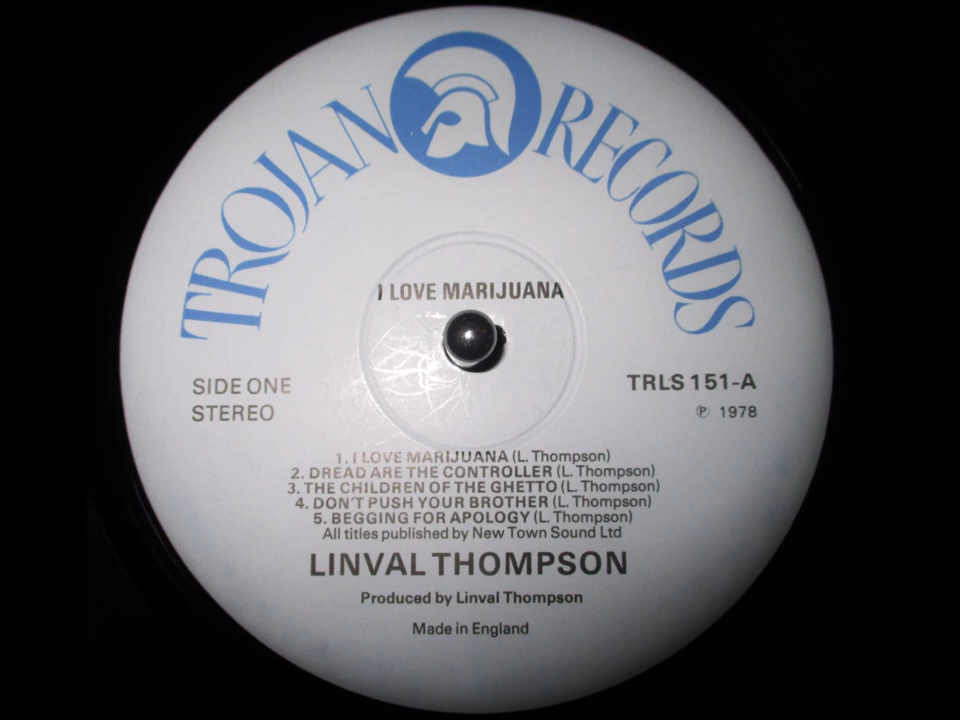 TROJAN RECORDS
I LOVE MARIJUANA
SIDE ONE
STEREO
TRLS 151-A
℗ 1978
1. I LOVE MARIJUANA (L. Thompson)
2. DREAD ARE THE CONTROLLER (L. Thompson)
3. THE CHILDREN OF THE GHETTO (L. Thompson)
4. DON'T PUSH YOUR BROTHER (L. Thompson)
5. BEGGING FOR APOLOGY (L. Thompson)
All titles published by New Town Sound Ltd
LINVAL THOMPSON
Produced by Linval Thompson
Made in England